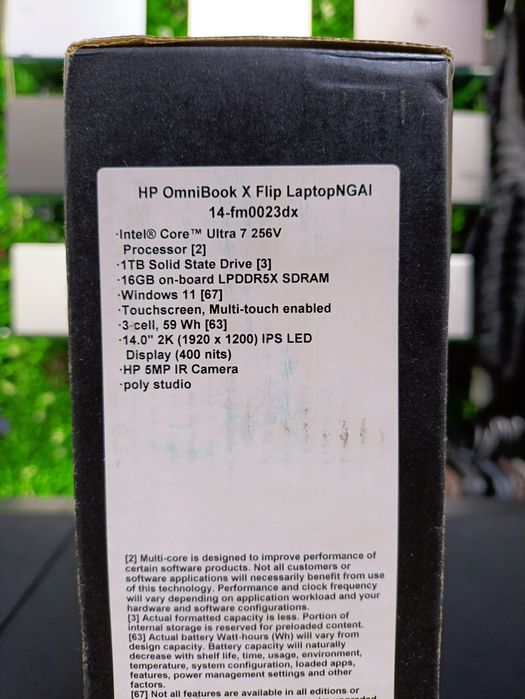 HP OmniBook X Flip LaptopNGAI
14-fm0023dx
·Intel® Core™ Ultra 7 256V
Processor [2]
·1TB Solid State Drive [3]
·16GB on-board LPDDR5X SDRAM
·Windows 11 [67]
·Touchscreen, Multi-touch enabled
·3-cell, 59 Wh [63]
·14.0" 2K (1920 x 1200) IPS LED
Display (400 nits)
·HP 5MP IR Camera
·poly studio
[2] Multi-core is designed to improve performance of
certain software products. Not all customers or
software applications will necessarily benefit from use
of this technology. Performance and clock frequency
will vary depending on application workload and your
hardware and software configurations.
[3] Actual formatted capacity is less. Portion of
internal storage is reserved for preloaded content.
[63] Actual battery Watt-hours (Wh) will vary from
design capacity. Battery capacity will naturally
decrease with shelf life, time, usage, environment,
temperature, system configuration, loaded apps,
features, power management settings and other
factors.
[67] Not all features are available in all editions or